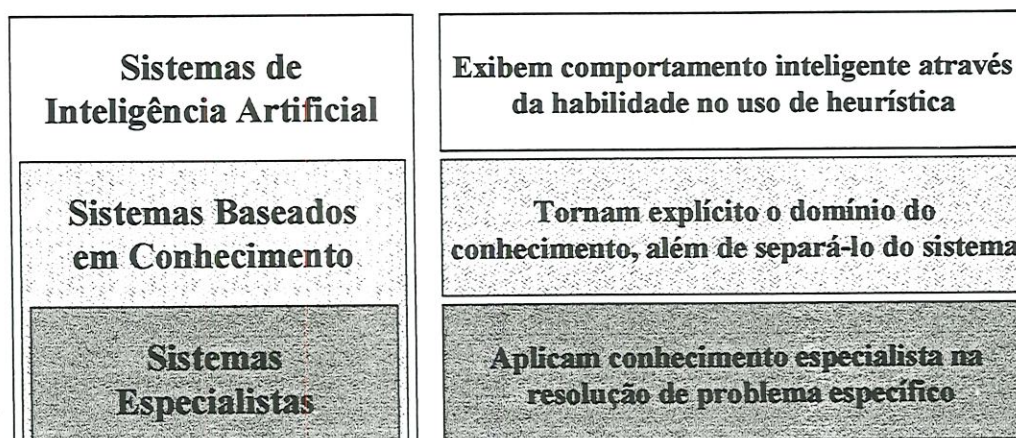 Sistemas de
Inteligência Artificial
Exibem comportamento inteligente através
da habilidade no uso de heurística
Sistemas Baseados
em Conhecimento
Tornam explícito o domínio do
conhecimento, além de separá-lo do sistema
Sistemas
Especialistas
Aplicam conhecimento especialista na
resolução de problema específico